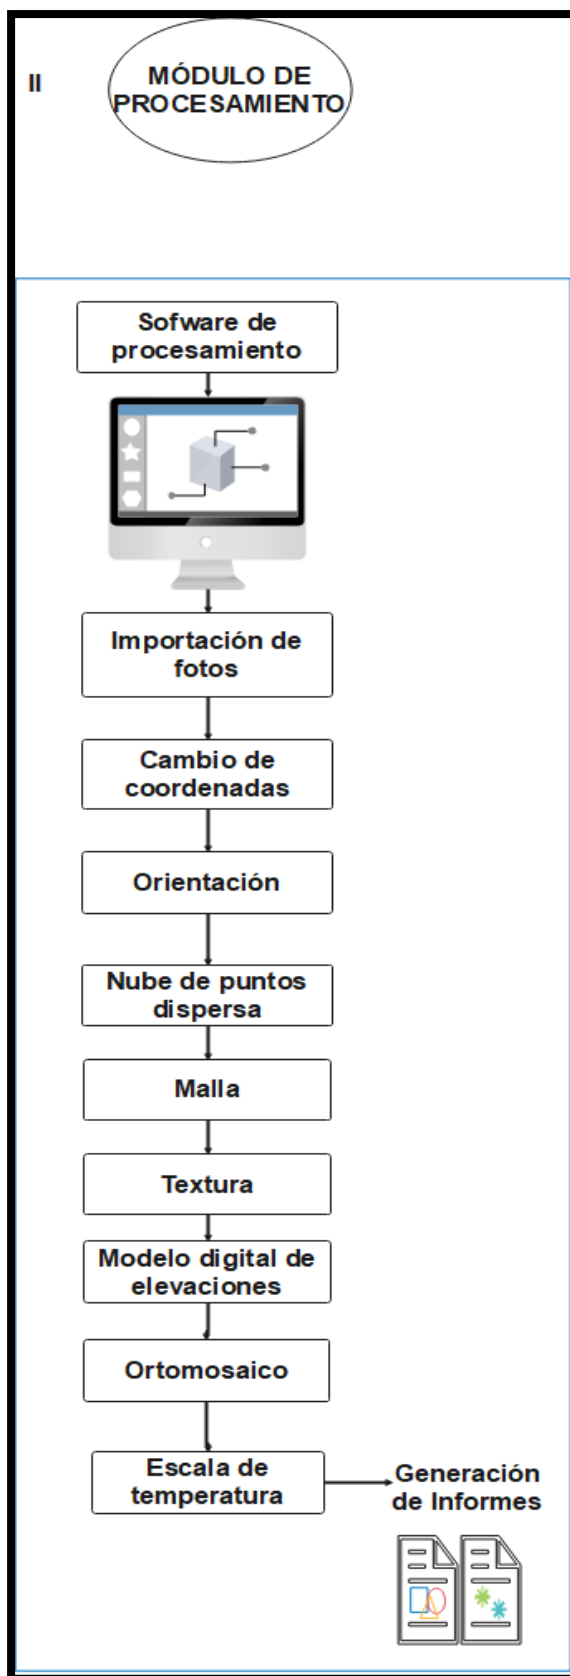 II
MÓDULO DE
PROCESAMIENTO
Sofware de
procesamiento
Importación de
fotos
Cambio de
coordenadas
Orientación
Nube de puntos
dispersa
Malla
Textura
Modelo digital de
elevaciones
Ortomosaico
Escala de
temperatura
Generación
de Informes